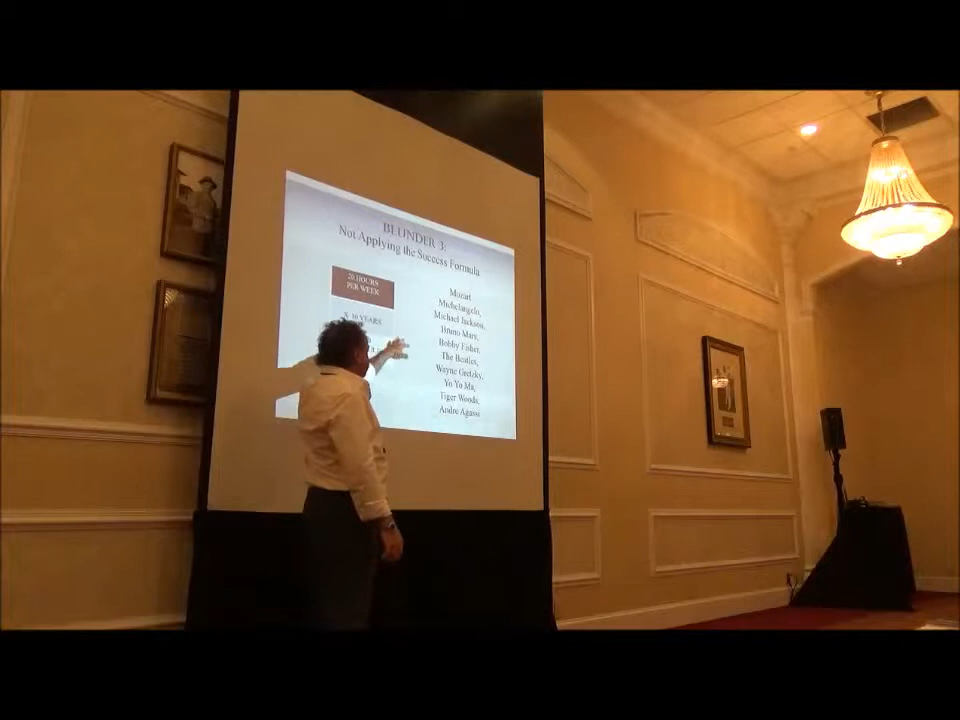 BLUNDER 3:
Not Applying the Success Formula
20 HOURS
PER WEEK
10 YEARS
Mozart
Michelangelo,
Michael Jackson,
Bruno Mars,
Bobby Fisher,
The Beatles,
Wayne Gretzky,
Yo Yo Ma,
Tiger Woods,
Andre Agassi